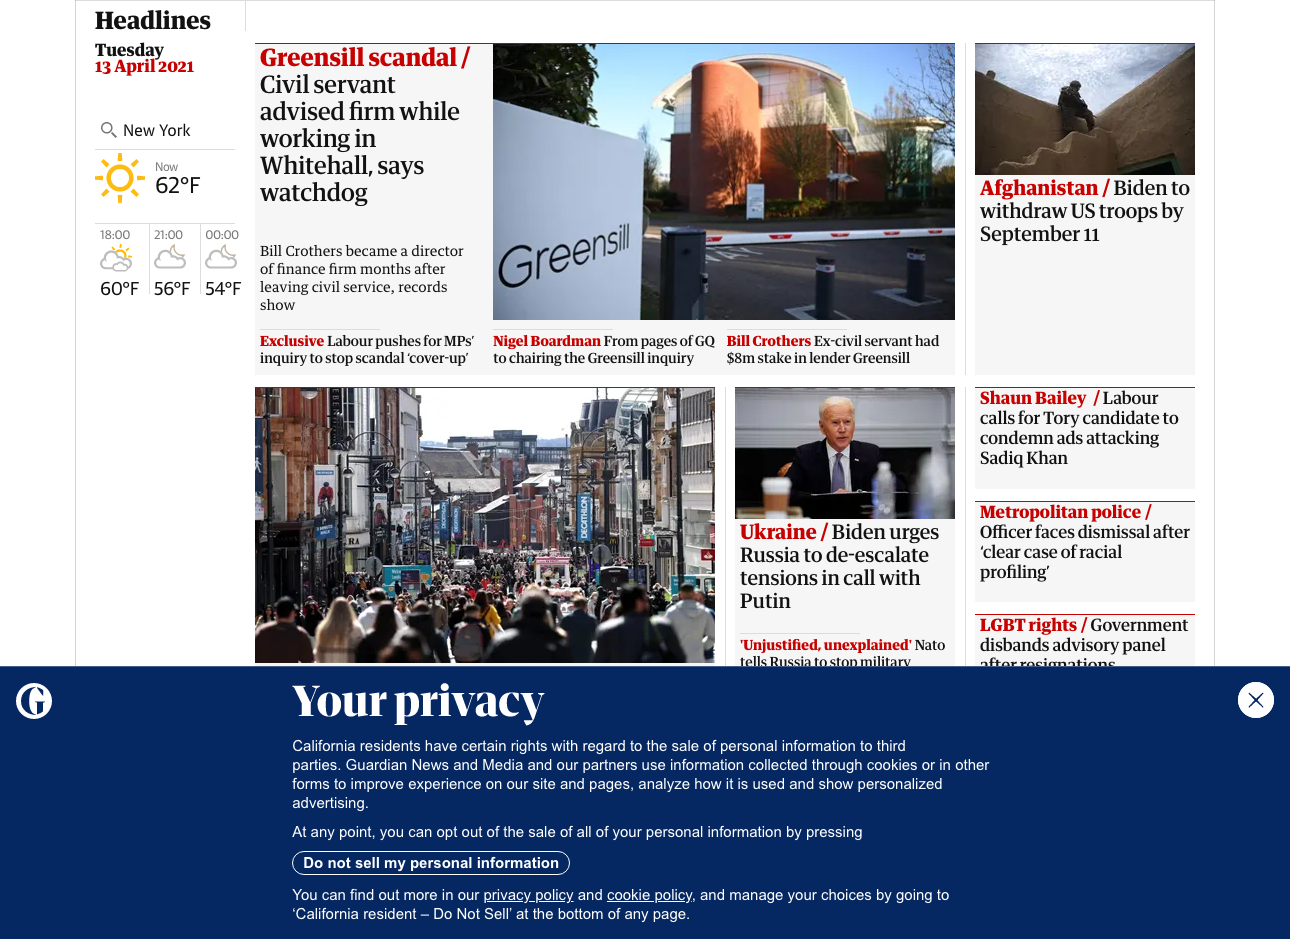 Headlines
Tuesday
13 April 2021
New York
Now
62°F
18:00
21:00
00:00
60°F
56°F
54°F
Greensill scandal /
Civil servant
advised firm while
working in
Whitehall, says
watchdog
Bill Crothers became a director
of finance firm months after
leaving civil service, records
show
Greensill
Exclusive Labour pushes for MPs’
inquiry to stop scandal ‘cover-up’
Nigel Boardman From pages of GQ
to chairing the Greensill inquiry
Bill Crothers Ex-civil servant had
$8m stake in lender Greensill
Afghanistan / Biden to
withdraw US troops by
September 11
DECATHLON
Ukraine / Biden urges
Russia to de-escalate
tensions in call with
Putin
'Unjustified, unexplained' Nato
tells Russia to stop military
Shaun Bailey / Labour
calls for Tory candidate to
condemn ads attacking
Sadiq Khan
Metropolitan police /
Officer faces dismissal after
‘clear case of racial
profiling’
LGBT rights / Government
disbands advisory panel
after resignations
G
Your privacy
California residents have certain rights with regard to the sale of personal information to third
parties. Guardian News and Media and our partners use information collected through cookies or in other
forms to improve experience on our site and pages, analyze how it is used and show personalized
advertising.
At any point, you can opt out of the sale of all of your personal information by pressing
Do not sell my personal information
You can find out more in our privacy policy and cookie policy, and manage your choices by going to
‘California resident – Do Not Sell’ at the bottom of any page.